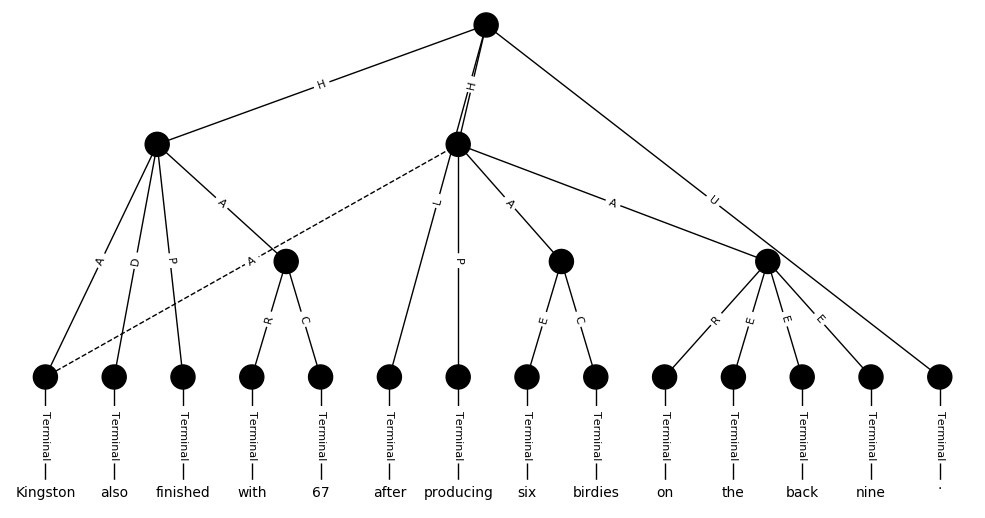 H H
A L A A U
A D P A P
R C E C R E E E
Terminal Terminal Terminal Terminal Terminal Terminal Terminal Terminal Terminal Terminal Terminal Terminal Terminal Terminal
Kingston also finished with 67 after producing six birdies on the back nine .